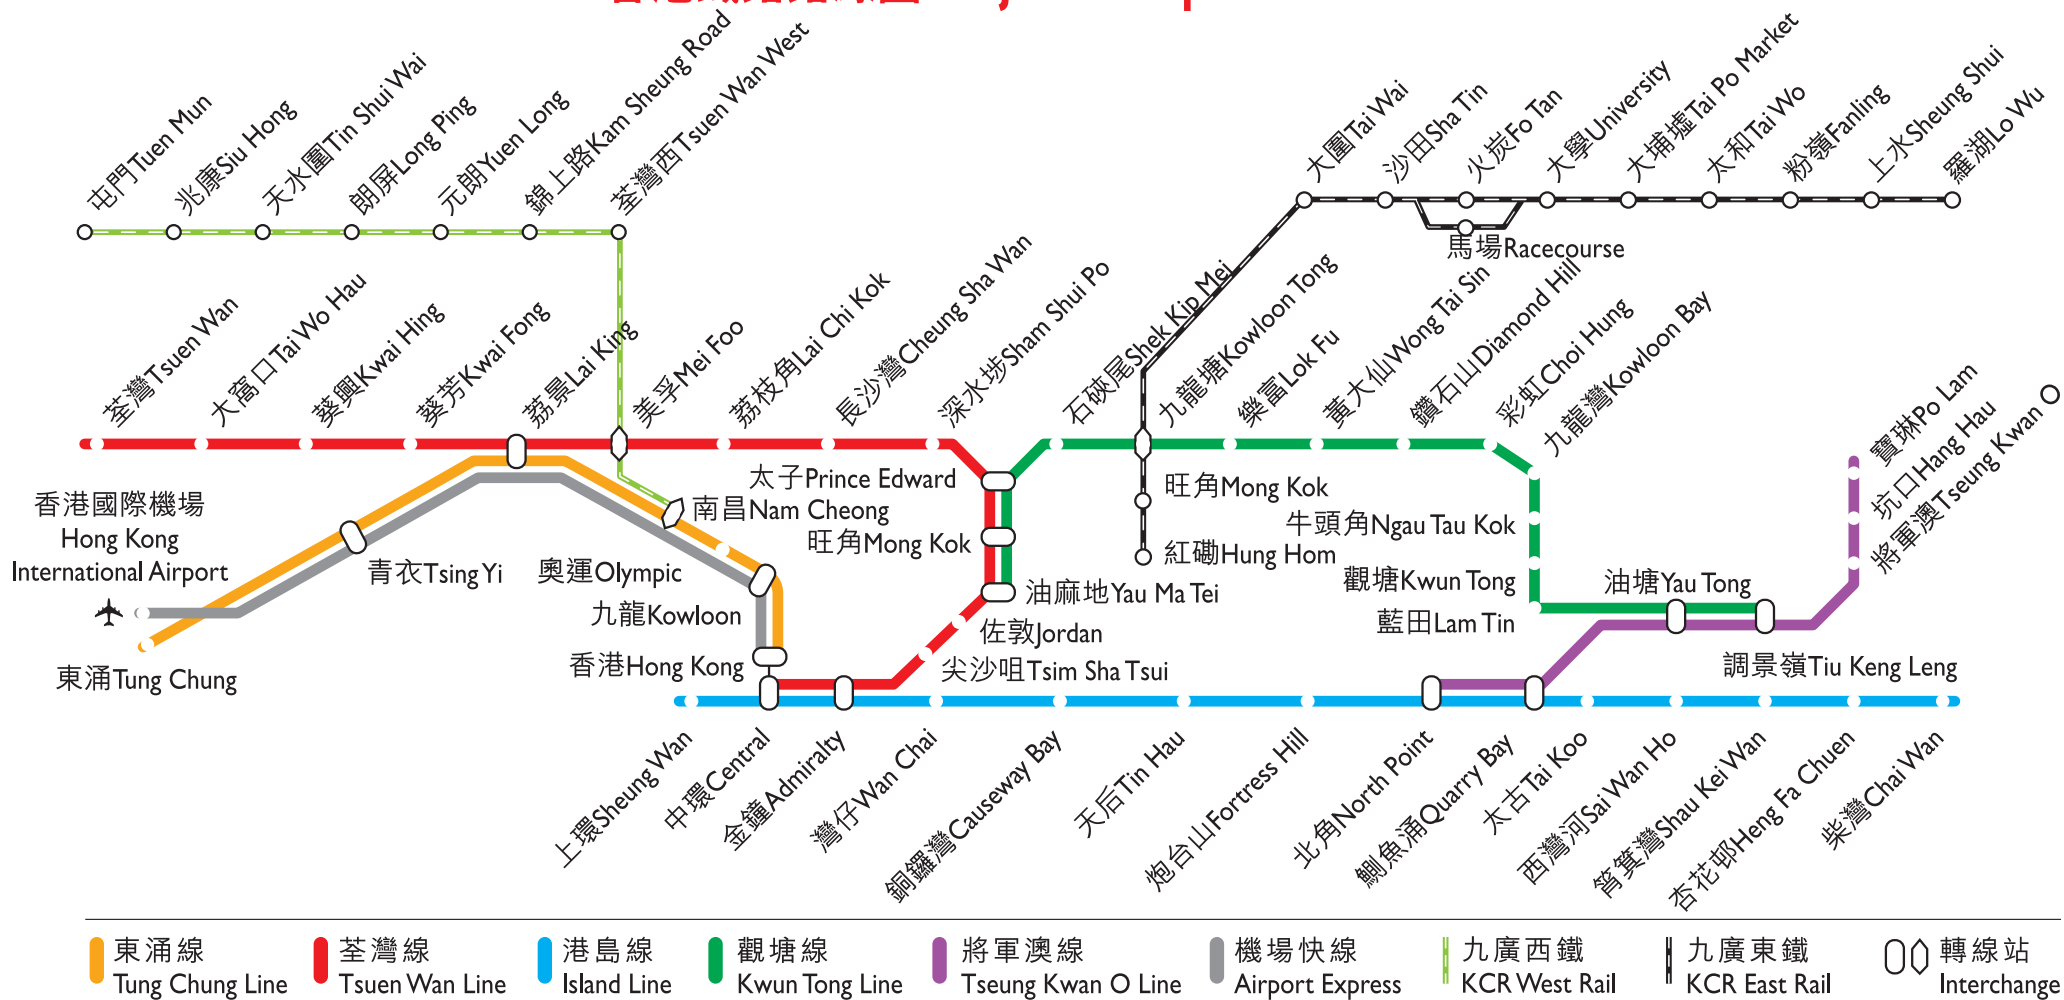 屯門Tuen Mun
兆康Siu Hong
天水圍Tin Shui Wai
朗屏Long Ping
元朗Yuen Long
錦上路Kam Sheung Road
荃灣西Tsuen Wan West
大圍Tai Wai
沙田Sha Tin
火炭Fo Tan
大學University
大埔墟Tai Po Market
太和Tai Wo
粉嶺Fanling
上水Sheung Shui
羅湖Lo Wu
馬場Racecourse
荃灣Tsuen Wan
大窩口Tai Wo Hau
葵興Kwai Hing
葵芳Kwai Fong
荔景Lai King
美孚Mei Foo
荔枝角Lai Chi Kok
長沙灣Cheung Sha Wan
深水埗Sham Shui Po
石硤尾Shek Kip Mei
九龍塘Kowloon Tong
樂富Lok Fu
黃大仙Wong Tai Sin
鑽石山Diamond Hill
彩虹Choi Hung
九龍灣Kowloon Bay
寶琳Po Lam
坑口Hang Hau
將軍澳Tseung Kwan O
太子Prince Edward
南昌Nam Cheong
旺角Mong Kok
旺角Mong Kok
牛頭角Ngau Tau Kok
香港國際機場
Hong Kong
International Airport
青衣Tsing Yi
奧運Olympic
九龍Kowloon
香港Hong Kong
紅磡Hung Hom
觀塘Kwun Tong
油塘Yau Tong
油麻地Yau Ma Tei
佐敦Jordan
藍田Lam Tin
尖沙咀Tsim Sha Tsui
調景嶺Tiu Keng Leng
東涌Tung Chung
上環Sheung Wan
中環Central
金鐘Admiralty
灣仔Wan Chai
銅鑼灣Causeway Bay
天后Tin Hau
炮台山Fortress Hill
北角North Point
鰂魚涌Quarry Bay
太古Tai Koo
西灣河Sai Wan Ho
筲箕灣Shau Kei Wan
杏花邨Heng Fa Chuen
柴灣Chai Wan
東涌線
Tung Chung Line
荃灣線
Tsuen Wan Line
港島線
Island Line
觀塘線
Kwun Tong Line
將軍澳線
Tseung Kwan O Line
機場快線
Airport Express
九廣西鐵
KCR West Rail
九廣東鐵
KCR East Rail
轉線站
Interchange